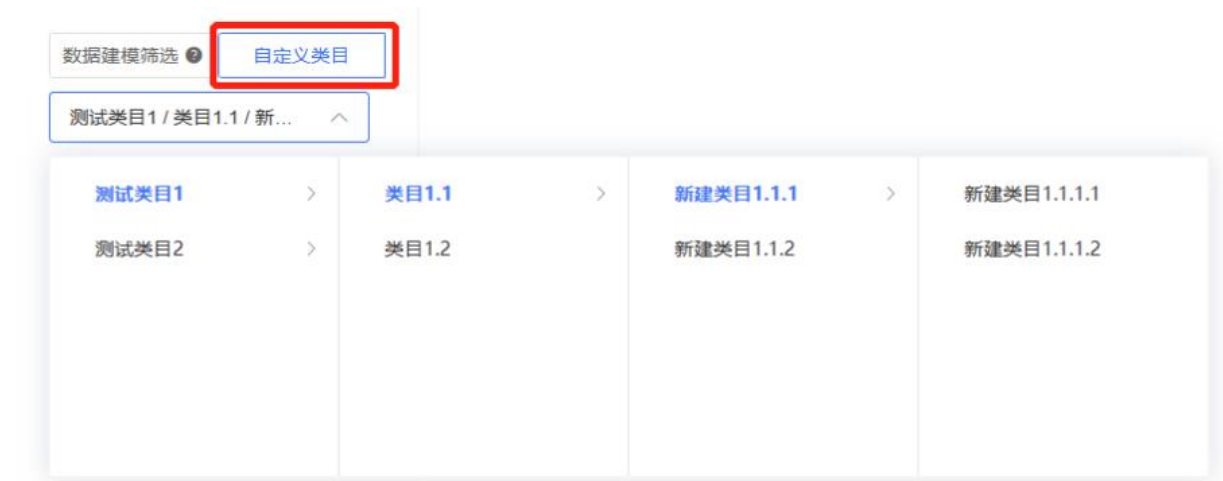 数据建模筛选 ? 自定义类目
测试类目1 / 类目1.1 / 新...
测试类目1 类目1.1 新建类目1.1.1 新建类目1.1.1.1
测试类目2 类目1.2 新建类目1.1.2 新建类目1.1.1.2